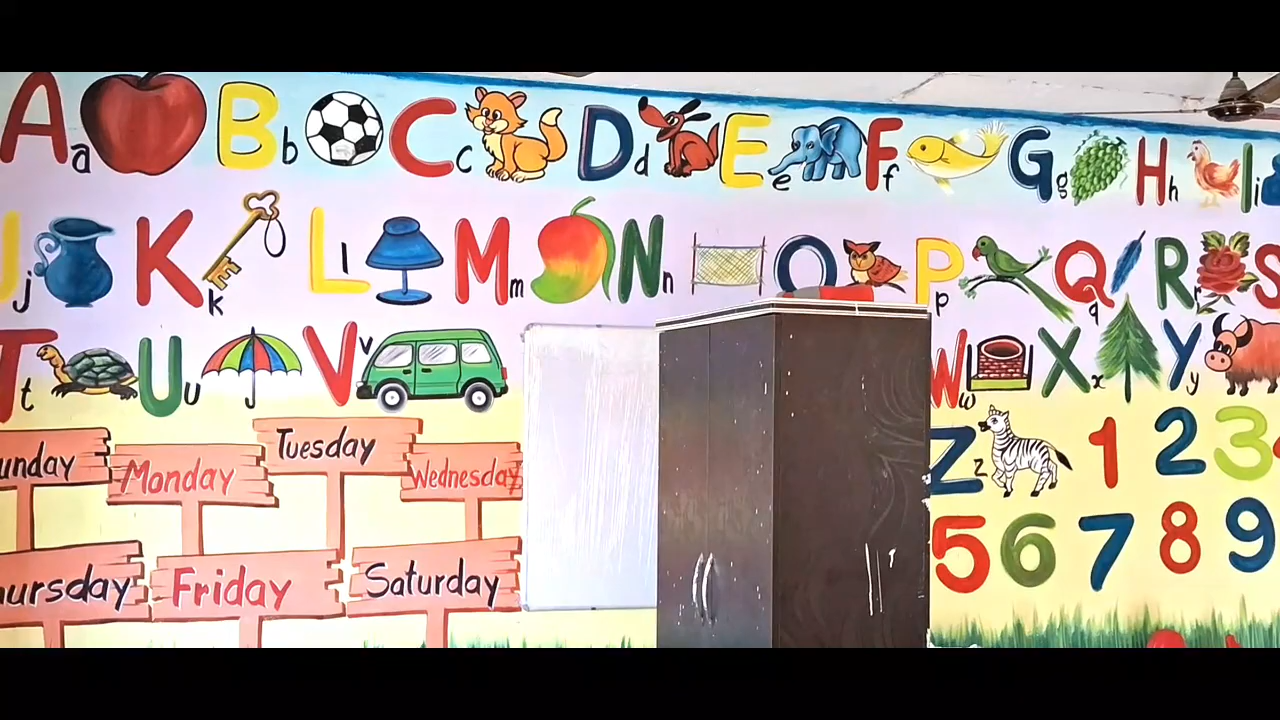 A a B b C c D d E e F f G g H h I i
J j K k L l M m N n O P p Q q R r S
T t U u V v W w X x Y y
Z z 1 2 3
5 6 7 8 9
unday Monday Tuesday Wednesday
hursday Friday Saturday